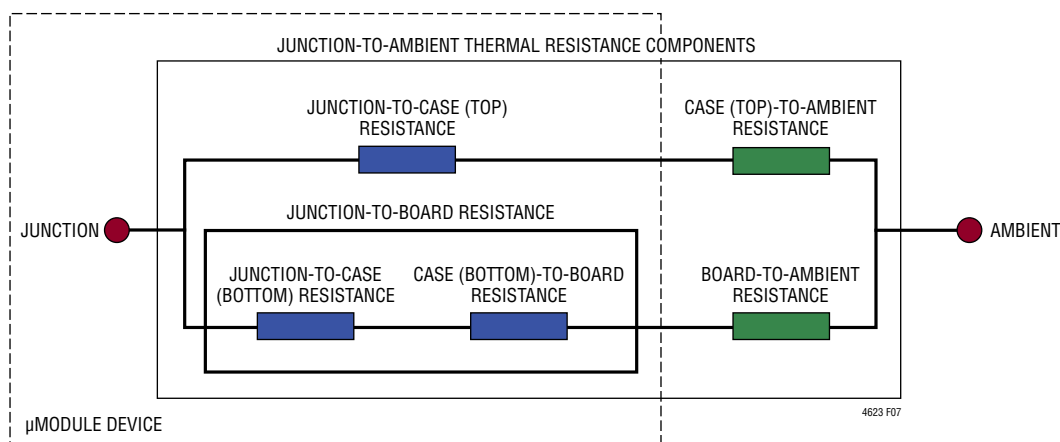 JUNCTION-TO-AMBIENT THERMAL RESISTANCE COMPONENTS
JUNCTION-TO-CASE (TOP)
RESISTANCE
CASE (TOP)-TO-AMBIENT
RESISTANCE
JUNCTION-TO-BOARD RESISTANCE
JUNCTION
AMBIENT
JUNCTION-TO-CASE
(BOTTOM) RESISTANCE
CASE (BOTTOM)-TO-BOARD
RESISTANCE
BOARD-TO-AMBIENT
RESISTANCE
4623 F07
µMODULE DEVICE